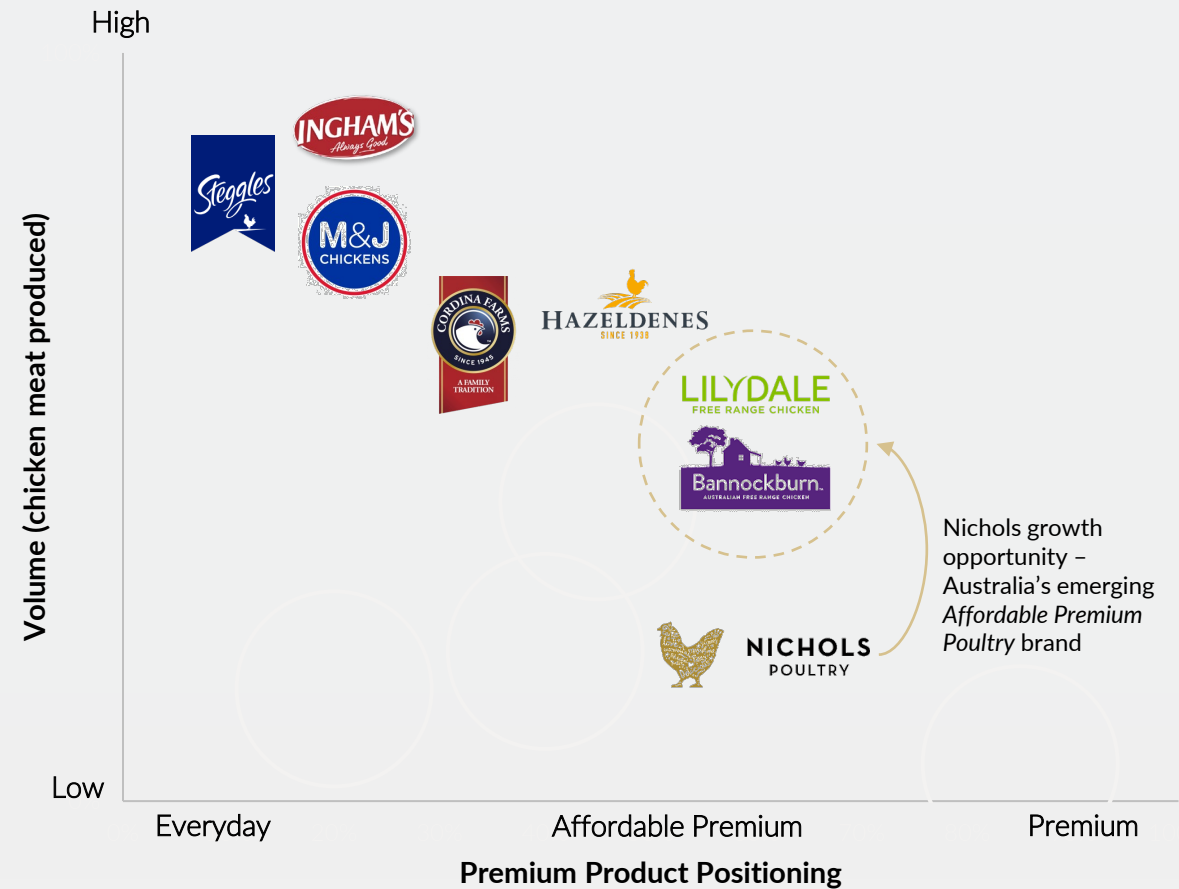 High
INGHAM'S
Always Good
Steggles
M&J
CHICKENS
CORDINA FARMS
SINCE 1945
A FAMILY
TRADITION
HAZELDENES
SINCE 1938
LILYDALE
FREE RANGE CHICKEN
Bannockburn™
AUSTRALIAN FREE RANGE CHICKEN
Volume (chicken meat produced)
Nichols growth
opportunity –
Australia's emerging
Affordable Premium
Poultry brand
NICHOLS
POULTRY
Low
Everyday
Affordable Premium
Premium
Premium Product Positioning